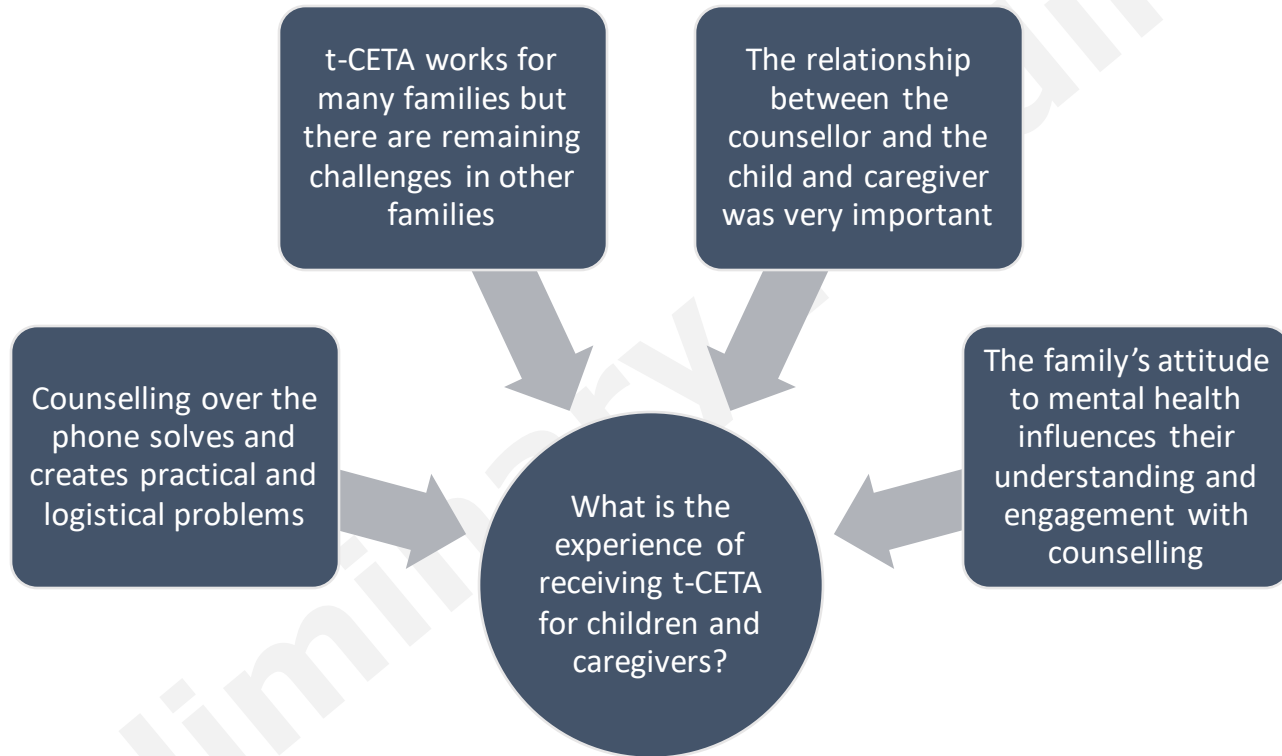 t-CETA works for
many families but
there are remaining
challenges in other
families
The relationship
between the
counsellor and the
child and caregiver
was very important
Counselling over the
phone solves and
creates practical and
logistical problems
The family’s attitude
to mental health
influences their
understanding and
engagement with
counselling
What is the
experience of
receiving t-CETA
for children and
caregivers?